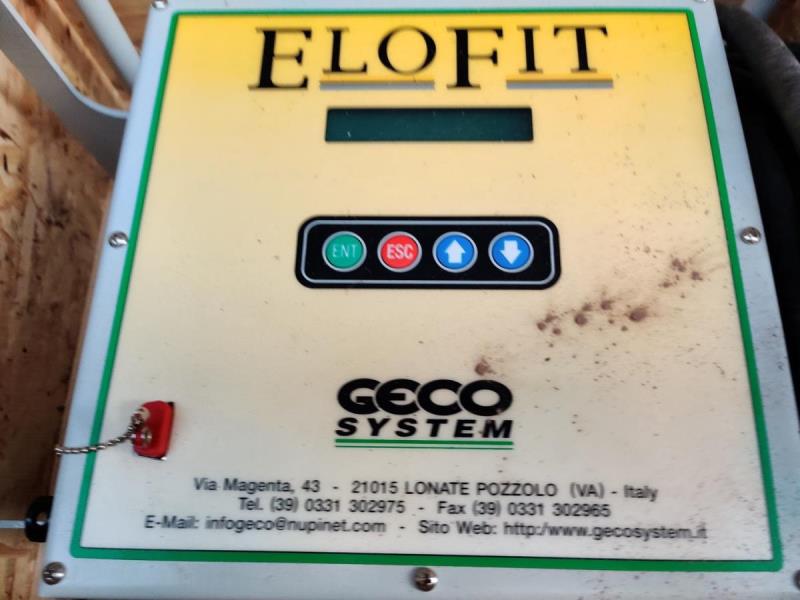 ELOFIT
ENT ESC
GECO
SYSTEM
Via Magenta, 43 - 21015 LONATE POZZOLO (VA) - Italy
Tel. (39) 0331 302975 - Fax (39) 0331 302965
E-Mail: infogeco@nupinet.com - Sito Web: http:/www.gecosystem.it